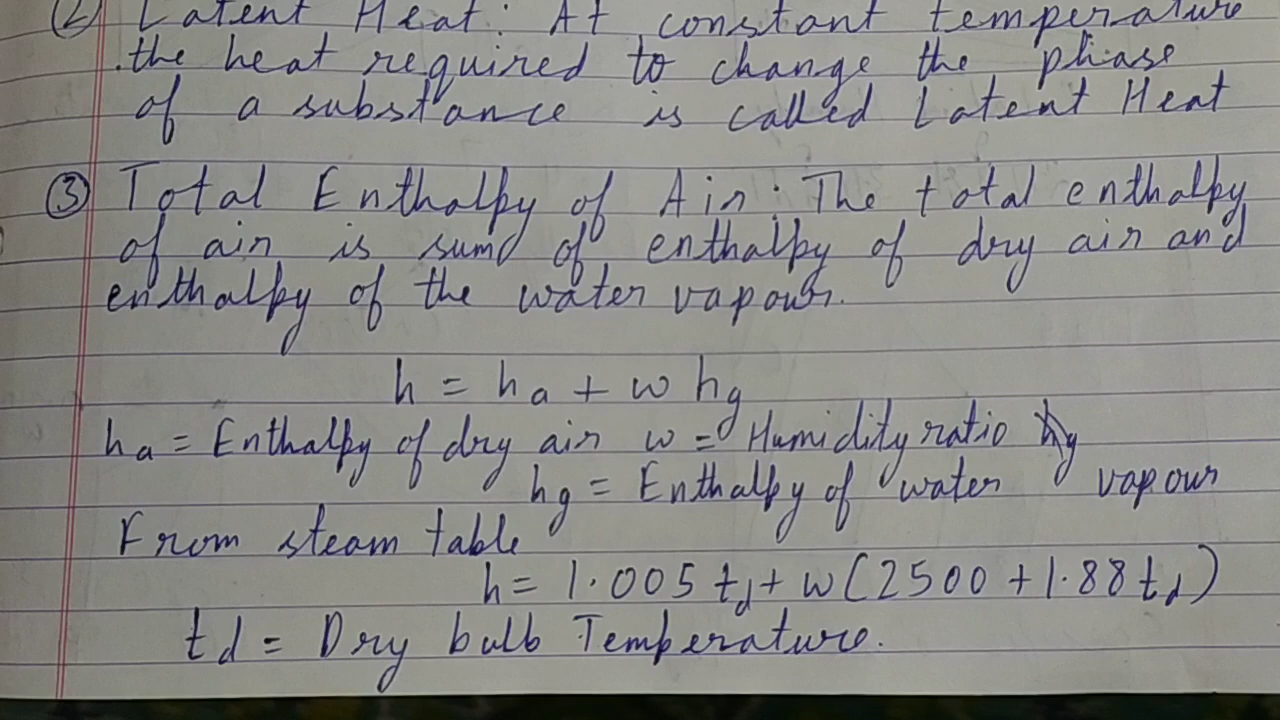 ② Latent Heat: At constant temperature
the heat required to change the phase
of a substance is called Latent Heat
③ Total Enthalpy of Air: The total enthalpy
of air is sum of enthalpy of dry air and
enthalpy of the water vapour.
h = ha + w hg
ha = Enthalpy of dry air w = Humidity ratio
hg = Enthalpy of water vapour
From steam table
h = 1.005 td + w (2500 + 1.88 td)
td = Dry bulb Temperature.